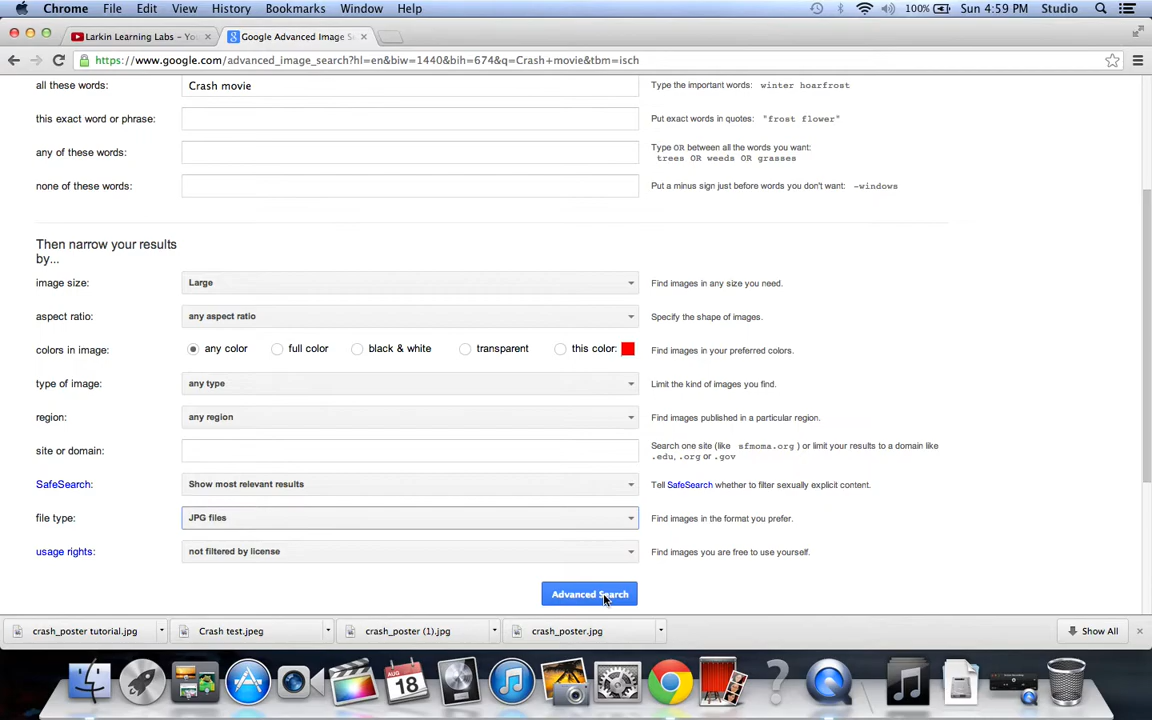 Chrome File Edit View History Bookmarks Window Help 100% Sun 4:59 PM Studio
Larkin Learning Labs – Yo Google Advanced Image S
https://www.google.com/advanced_image_search?hl=en&biw=1440&bih=674&q=Crash+movie&tbm=isch
all these words: Crash movie Type the important words: winter hoarfrost
this exact word or phrase: Put exact words in quotes: "frost flower"
any of these words: Type OR between all the words you want:
trees OR weeds OR grasses
none of these words: Put a minus sign just before words you don't want: -windows
Then narrow your results
by...
image size: Large Find images in any size you need.
aspect ratio: any aspect ratio Specify the shape of images.
colors in image: any color full color black & white transparent this color: Find images in your preferred colors.
type of image: any type Limit the kind of images you find.
region: any region Find images published in a particular region.
site or domain: Search one site (like sfmoma.org ) or limit your results to a domain like
.edu, .org or .gov
SafeSearch: Show most relevant results Tell SafeSearch whether to filter sexually explicit content.
file type: JPG files Find images in the format you prefer.
usage rights: not filtered by license Find images you are free to use yourself.
Advanced Search
crash_poster tutorial.jpg Crash test.jpeg crash_poster (1).jpg crash_poster.jpg Show All
AUG
18